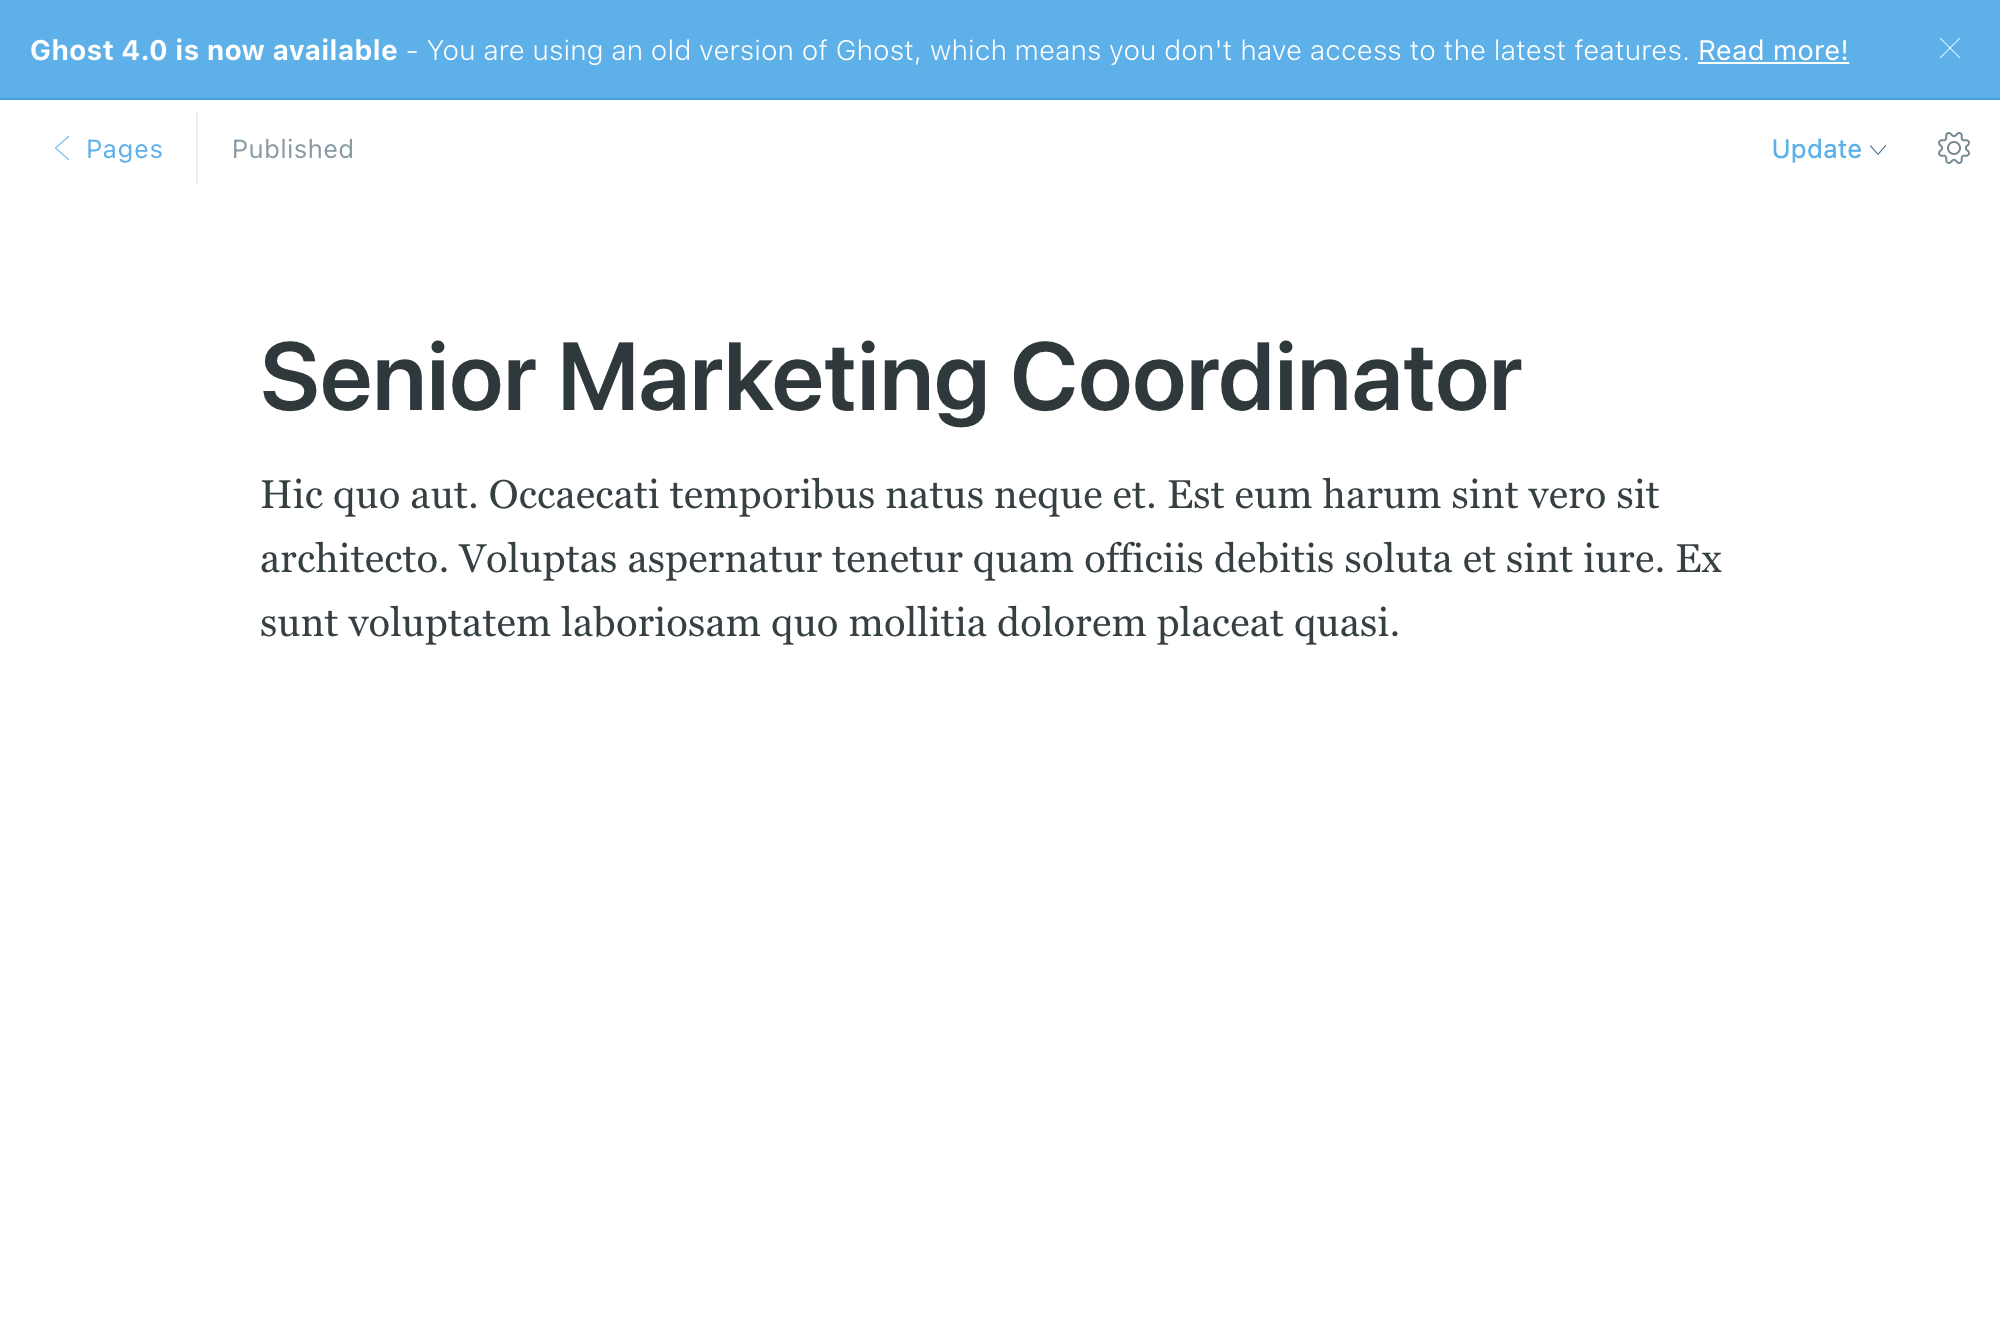 Ghost 4.0 is now available - You are using an old version of Ghost, which means you don't have access to the latest features. Read more!
Pages
Published
Update
Senior Marketing Coordinator
Hic quo aut. Occaecati temporibus natus neque et. Est eum harum sint vero sit
architecto. Voluptas aspernatur tenetur quam officiis debitis soluta et sint iure. Ex
sunt voluptatem laboriosam quo mollitia dolorem placeat quasi.